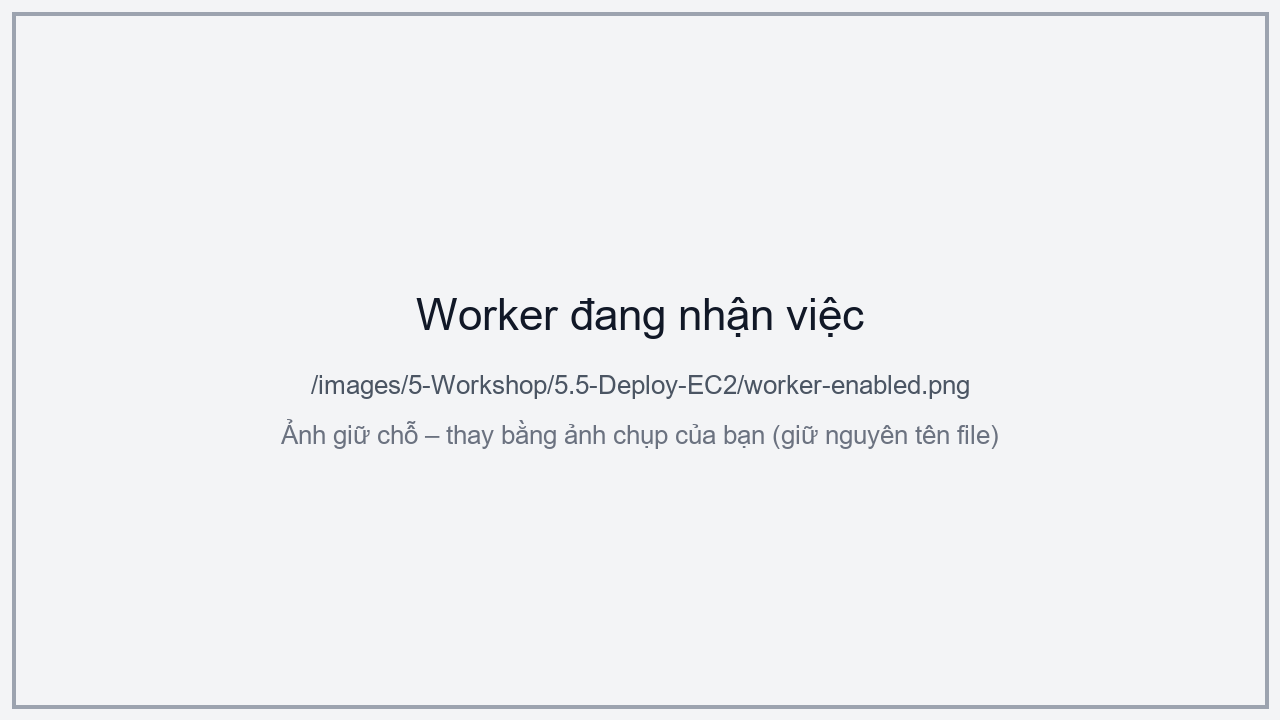 Worker đang nhận việc
/images/5-Workshop/5.5-Deploy-EC2/worker-enabled.png
Ảnh giữ chỗ – thay bằng ảnh chụp của bạn (giữ nguyên tên file)